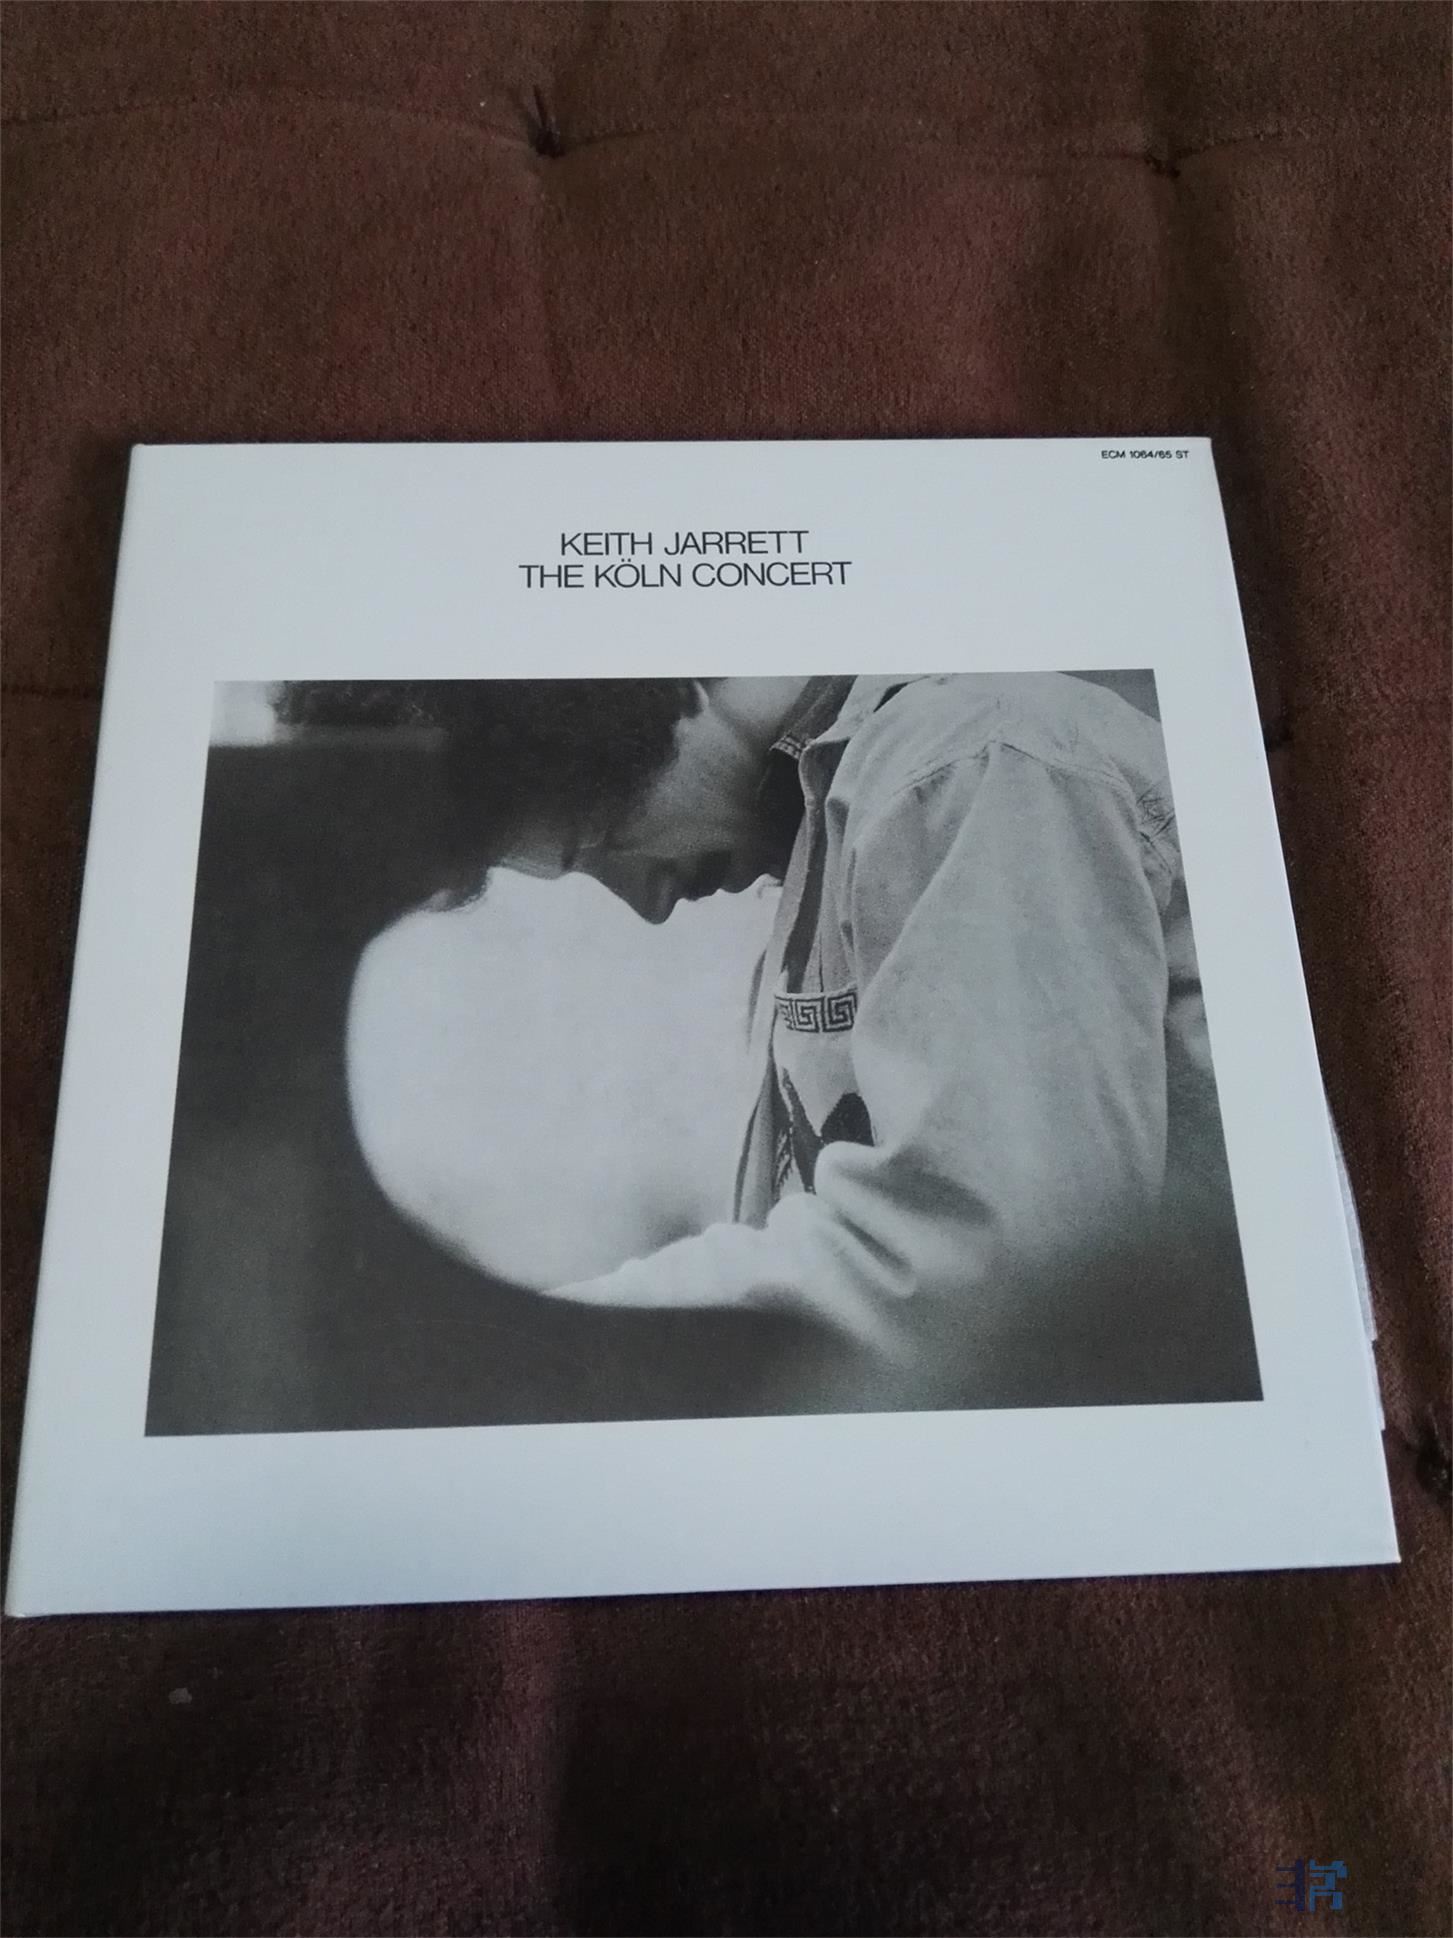 ECM 1064/65 ST
KEITH JARRETT
THE KÖLN CONCERT